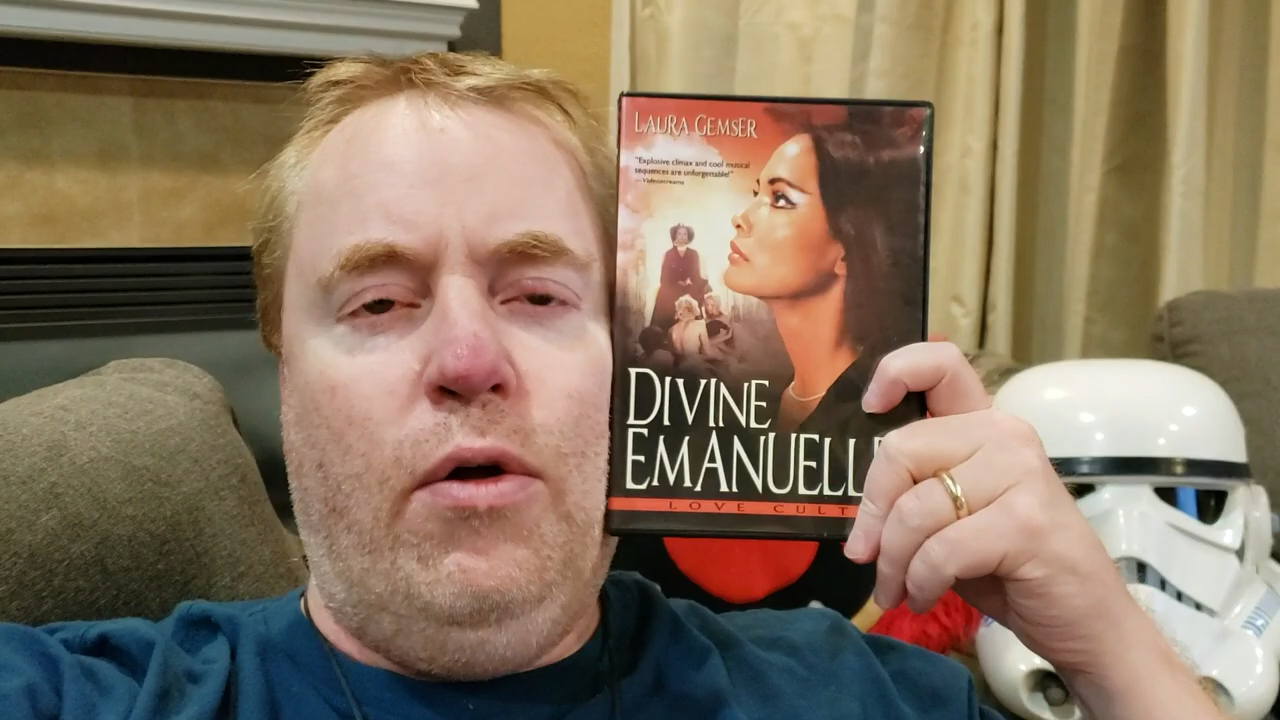 LAURA GEMSER
"Explosive climax and cool musical
sequences are unforgettable!"
—Videoscreams
DIVINE
EMANUELL
LOVE CULT